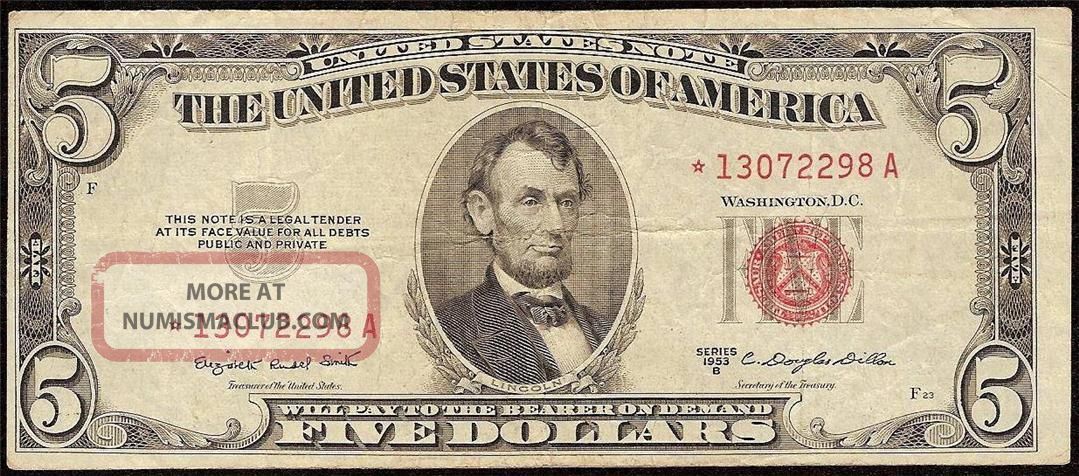 UNITED STATES NOTE
THE UNITED STATES OF AMERICA
5
5
* 13072298 A
F
WASHINGTON, D.C.
5
THIS NOTE IS A LEGAL TENDER
AT ITS FACE VALUE FOR ALL DEBTS
PUBLIC AND PRIVATE
FIVE
FIVE
FIVE
MORE AT
NUMISMACLUB.COM
* 13072298 A
Elizabeth Rudel Smith
Treasurer of the United States.
LINCOLN
SERIES
1953
B
C. Douglas Dillon
Secretary of the Treasury.
F 23
5
5
WILL PAY TO THE BEARER ON DEMAND
FIVE DOLLARS